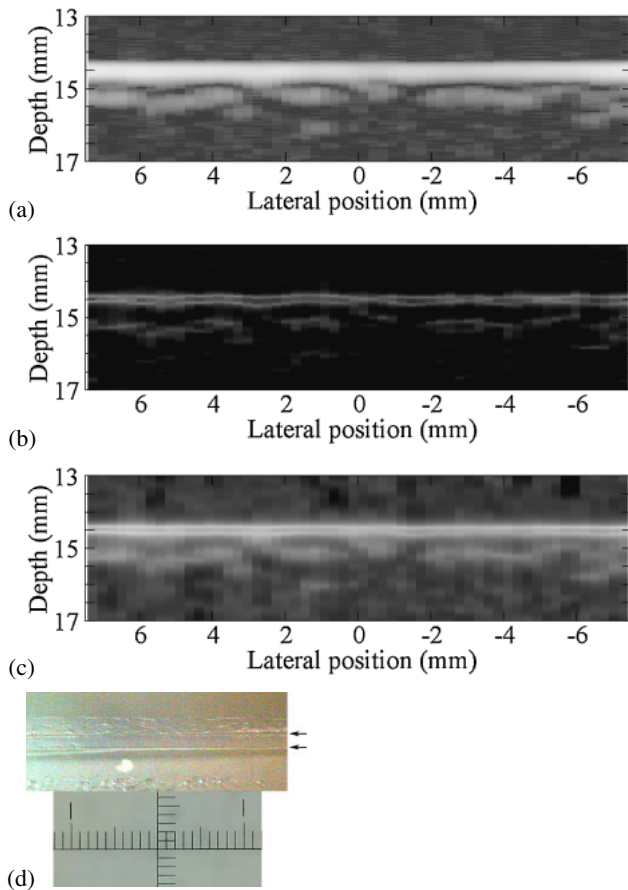 13
15
17
Depth (mm)
6 4 2 0 -2 -4 -6
Lateral position (mm)
(a)
13
15
17
Depth (mm)
6 4 2 0 -2 -4 -6
Lateral position (mm)
(b)
13
15
17
Depth (mm)
6 4 2 0 -2 -4 -6
Lateral position (mm)
(c)
(d)